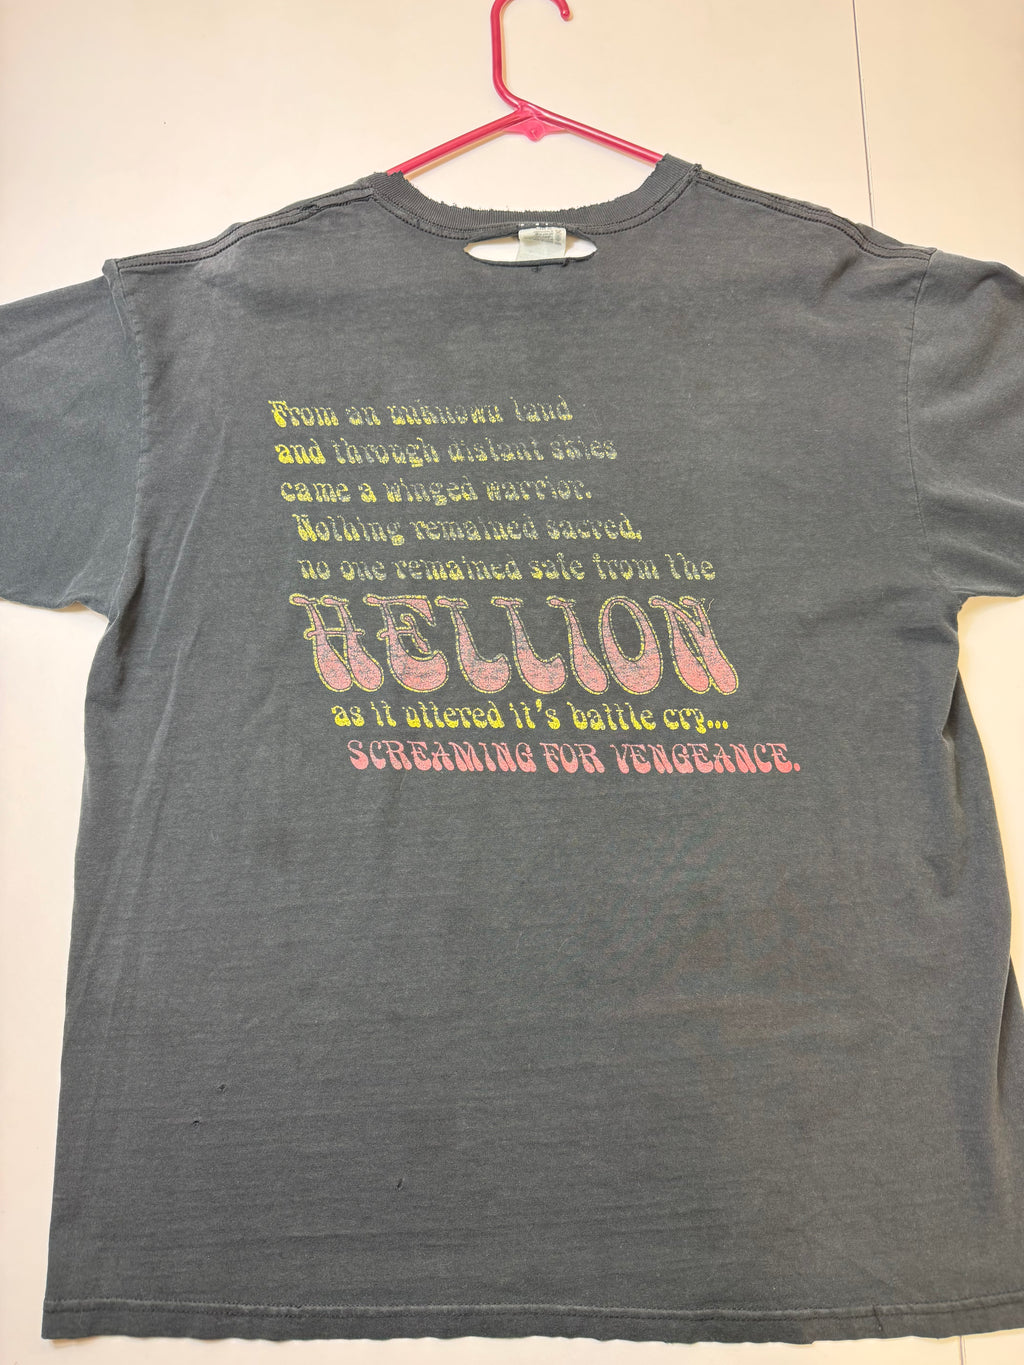 From an unknown land
and through distant skies
came a winged warrior.
Nothing remained sacred,
no one remained safe from the
HELLION
as it uttered it's battle cry...
SCREAMING FOR VENGEANCE.